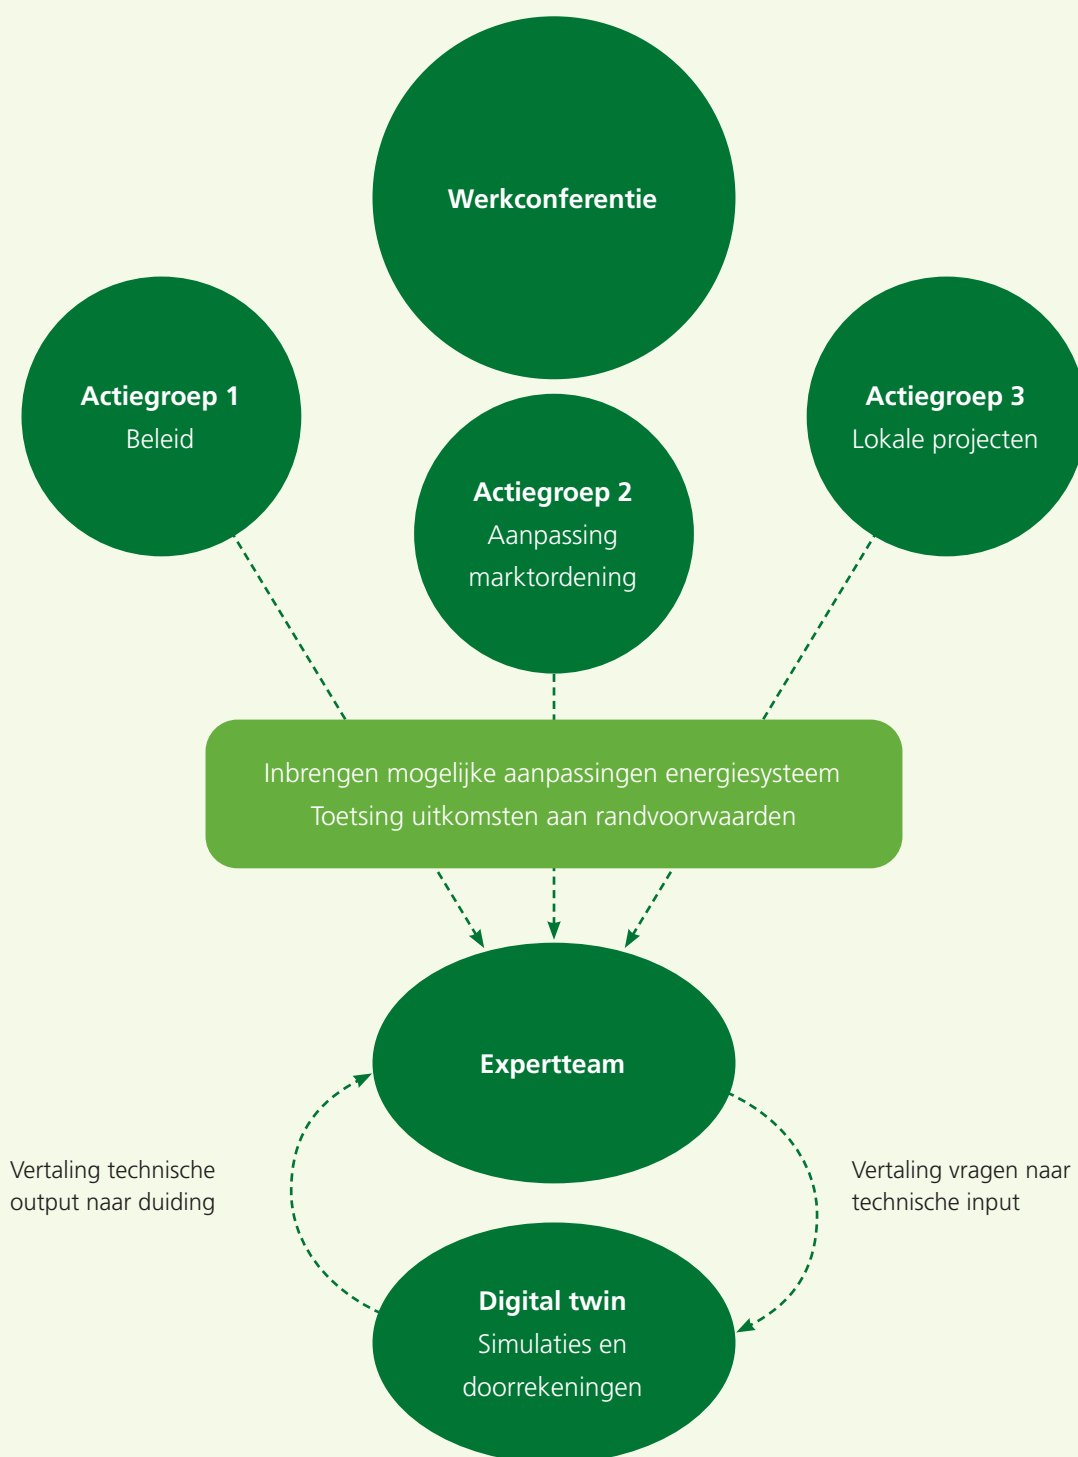 Werkconferentie
Actiegroep 1
Beleid
Actiegroep 2
Aanpassing
marktordening
Actiegroep 3
Lokale projecten
Inbrengen mogelijke aanpassingen energiesysteem
Toetsing uitkomsten aan randvoorwaarden
Expertteam
Vertaling technische
output naar duiding
Vertaling vragen naar
technische input
Digital twin
Simulaties en
doorrekeningen